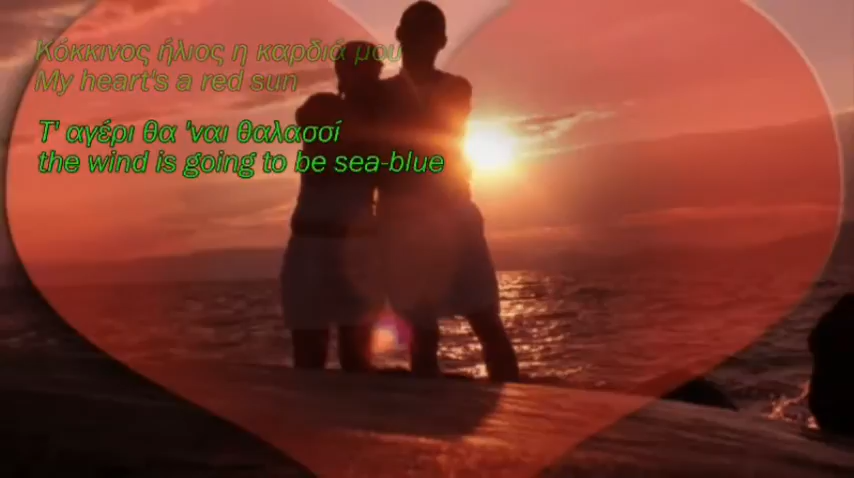 Κόκκινος ήλιος η καρδιά μου
My heart's a red sun
Τ' αγέρι θα 'ναι θαλασσί
the wind is going to be sea-blue